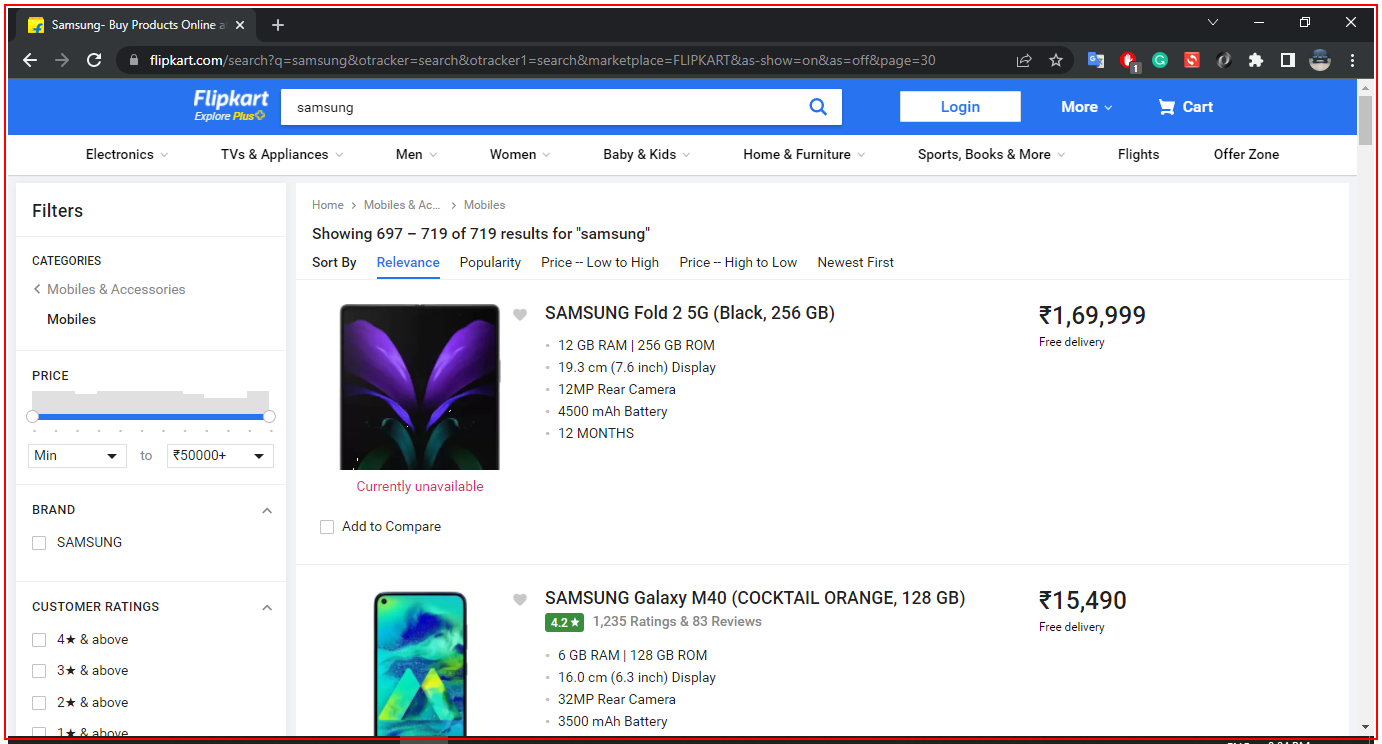 Samsung- Buy Products Online a
flipkart.com/search?q=samsung&otracker=search&otracker1=search&marketplace=FLIPKART&as-show=on&as=off&page=30
1
Flipkart
Explore Plus
samsung
Login
More
Cart
Electronics
TVs & Appliances
Men
Women
Baby & Kids
Home & Furniture
Sports, Books & More
Flights
Offer Zone
Filters
CATEGORIES
Mobiles & Accessories
Mobiles
PRICE
Min
to
₹50000+
BRAND
SAMSUNG
CUSTOMER RATINGS
4★ & above
3★ & above
2★ & above
1★ & above
Home
Mobiles & Ac...
Mobiles
Showing 697 – 719 of 719 results for "samsung"
Sort By
Relevance
Popularity
Price -- Low to High
Price -- High to Low
Newest First
Currently unavailable
Add to Compare
SAMSUNG Fold 2 5G (Black, 256 GB)
12 GB RAM | 256 GB ROM
19.3 cm (7.6 inch) Display
12MP Rear Camera
4500 mAh Battery
12 MONTHS
₹1,69,999
Free delivery
SAMSUNG Galaxy M40 (COCKTAIL ORANGE, 128 GB)
4.2★
1,235 Ratings & 83 Reviews
6 GB RAM | 128 GB ROM
16.0 cm (6.3 inch) Display
32MP Rear Camera
3500 mAh Battery
₹15,490
Free delivery